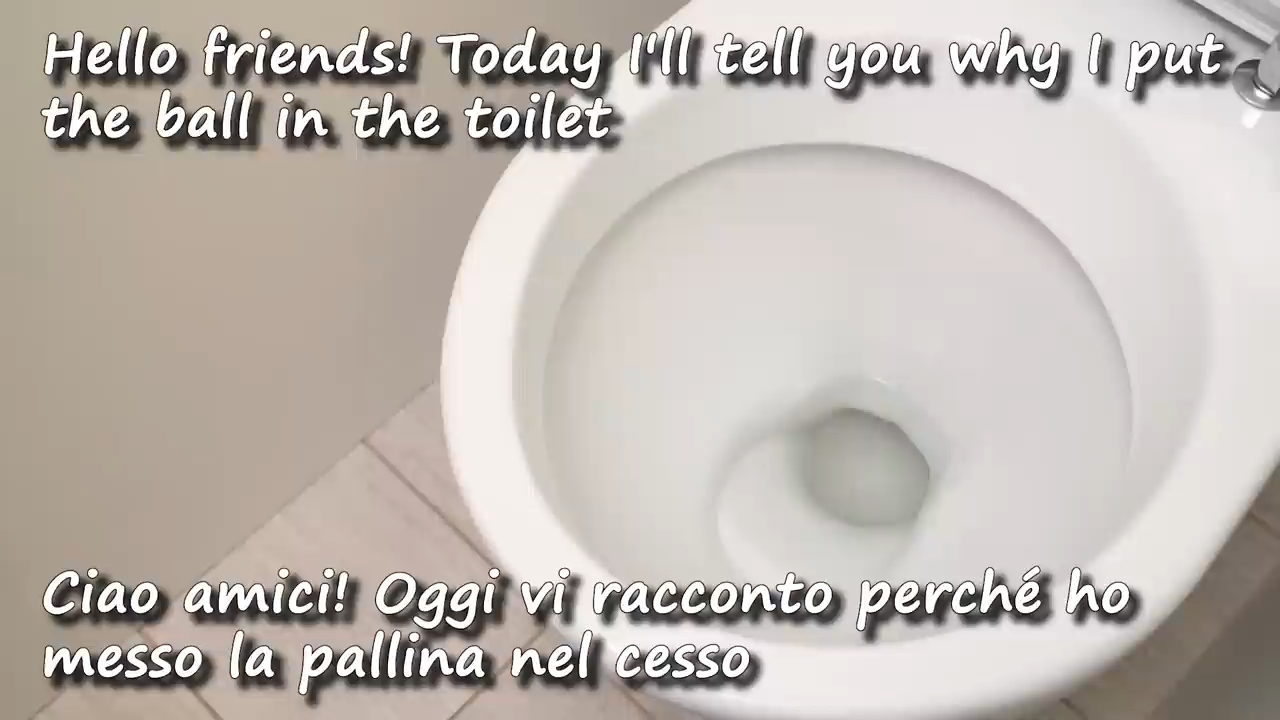 Hello friends! Today I'll tell you why I put
the ball in the toilet
Ciao amici! Oggi vi racconto perché ho
messo la pallina nel cesso